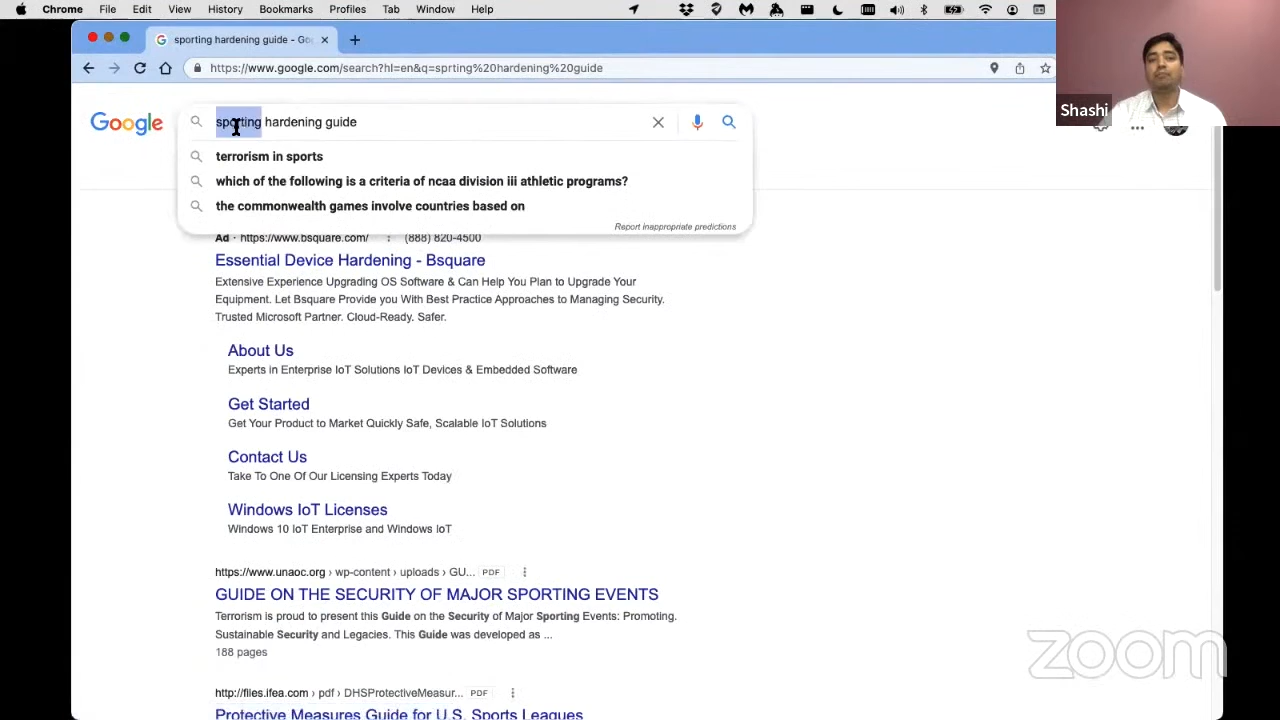 Chrome File Edit View History Bookmarks Profiles Tab Window Help
sporting hardening guide - Goo
https://www.google.com/search?hl=en&q=sprting%20hardening%20guide
Shashi
Google
sporting hardening guide
terrorism in sports
which of the following is a criteria of ncaa division iii athletic programs?
the commonwealth games involve countries based on
Report inappropriate predictions
Ad · https://www.bsquare.com/ (888) 820-4500
Essential Device Hardening - Bsquare
Extensive Experience Upgrading OS Software & Can Help You Plan to Upgrade Your
Equipment. Let Bsquare Provide you With Best Practice Approaches to Managing Security.
Trusted Microsoft Partner. Cloud-Ready. Safer.
About Us
Experts in Enterprise IoT Solutions IoT Devices & Embedded Software
Get Started
Get Your Product to Market Quickly Safe, Scalable IoT Solutions
Contact Us
Take To One Of Our Licensing Experts Today
Windows IoT Licenses
Windows 10 IoT Enterprise and Windows IoT
https://www.unaoc.org › wp-content › uploads › GU... PDF
GUIDE ON THE SECURITY OF MAJOR SPORTING EVENTS
Terrorism is proud to present this Guide on the Security of Major Sporting Events: Promoting.
Sustainable Security and Legacies. This Guide was developed as ...
188 pages
http://files.ifea.com › pdf › DHSProtectiveMeasur... PDF
Protective Measures Guide for U.S. Sports Leagues
zoom